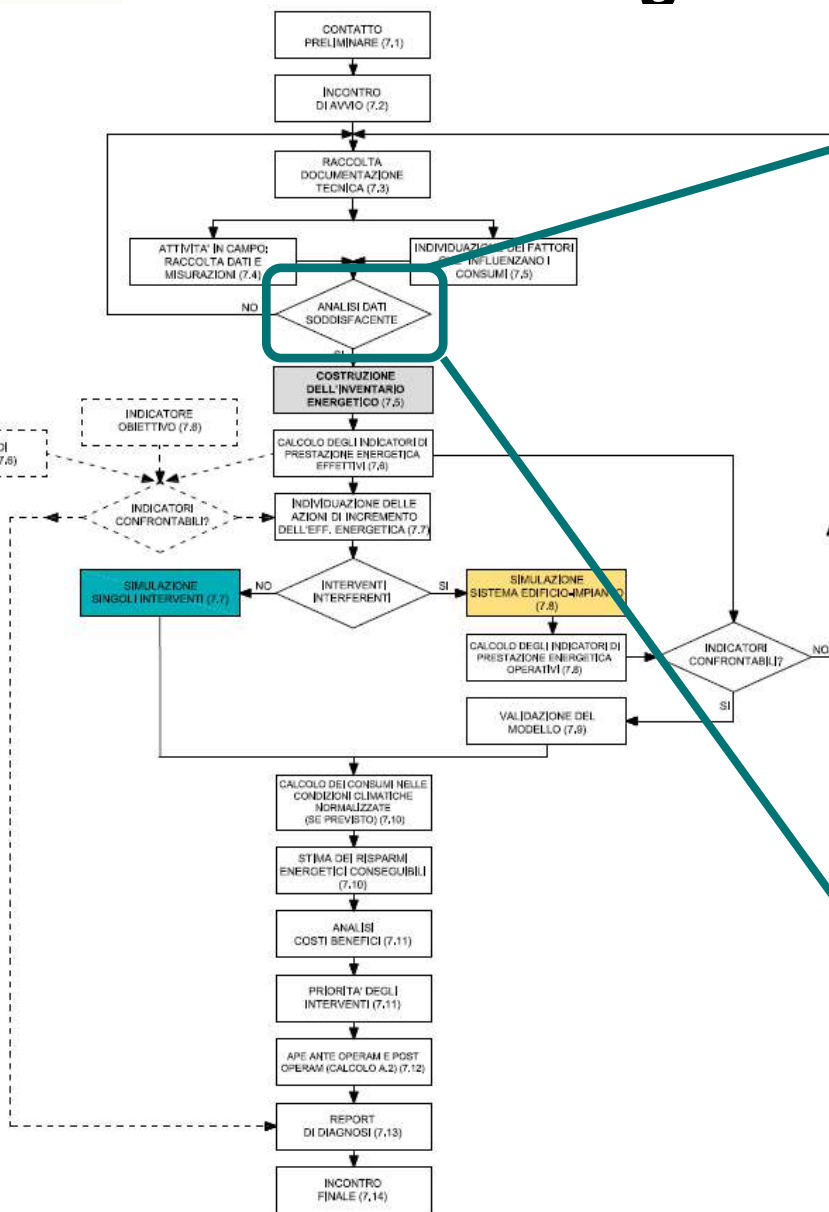 CONTATTO
PRELIMINARE (7.1)
INCONTRO
DI AVVIO (7.2)
RACCOLTA
DOCUMENTAZIONE
TECNICA (7.3)
ATTIVITA' IN CAMPO:
RACCOLTA DATI E
MISURAZIONI (7.4)
INDIVIDUAZIONE DEI FATTORI
INFLUENZANO I
CONSUMI (7.5)
NO
ANALISI DATI
SODDISFACENTE
SI
COSTRUZIONE
DELL'INVENTARIO
ENERGETICO (7.5)
INDICATORE
OBIETTIVO (7.6)
DI
7.6)
CALCOLO DEGLI INDICATORI DI
PRESTAZIONE ENERGETICA
EFFETTIVI (7.6)
INDICATORI
CONFRONTABILI?
INDIVIDUAZIONE DELLE
AZIONI DI INCREMENTO
DELL'EFF. ENERGETICA (7.7)
SIMULAZIONE
SINGOLI INTERVENTI (7.7)
NO
INTERVENTI
INTERFERENTI
SI
SIMULAZIONE
SISTEMA EDIFICIO-IMPIANTO
(7.8)
CALCOLO DEGLI INDICATORI DI
PRESTAZIONE ENERGETICA
OPERATIVI (7.8)
INDICATORI
CONFRONTABILI?
NO
SI
VALIDAZIONE DEL
MODELLO (7.9)
CALCOLO DEI CONSUMI NELLE
CONDIZIONI CLIMATICHE
NORMALIZZATE
(SE PREVISTO) (7.10)
STIMA DEI RISPARMI
ENERGETICI CONSEGUIBILI
(7.10)
ANALISI
COSTI BENEFICI (7.11)
PRIORITA' DEGLI
INTERVENTI (7.11)
APE ANTE OPERAM E POST
OPERAM (CALCOLO A.2) (7.12)
REPORT
DI DIAGNOSI (7.13)
INCONTRO
FINALE (7.14)